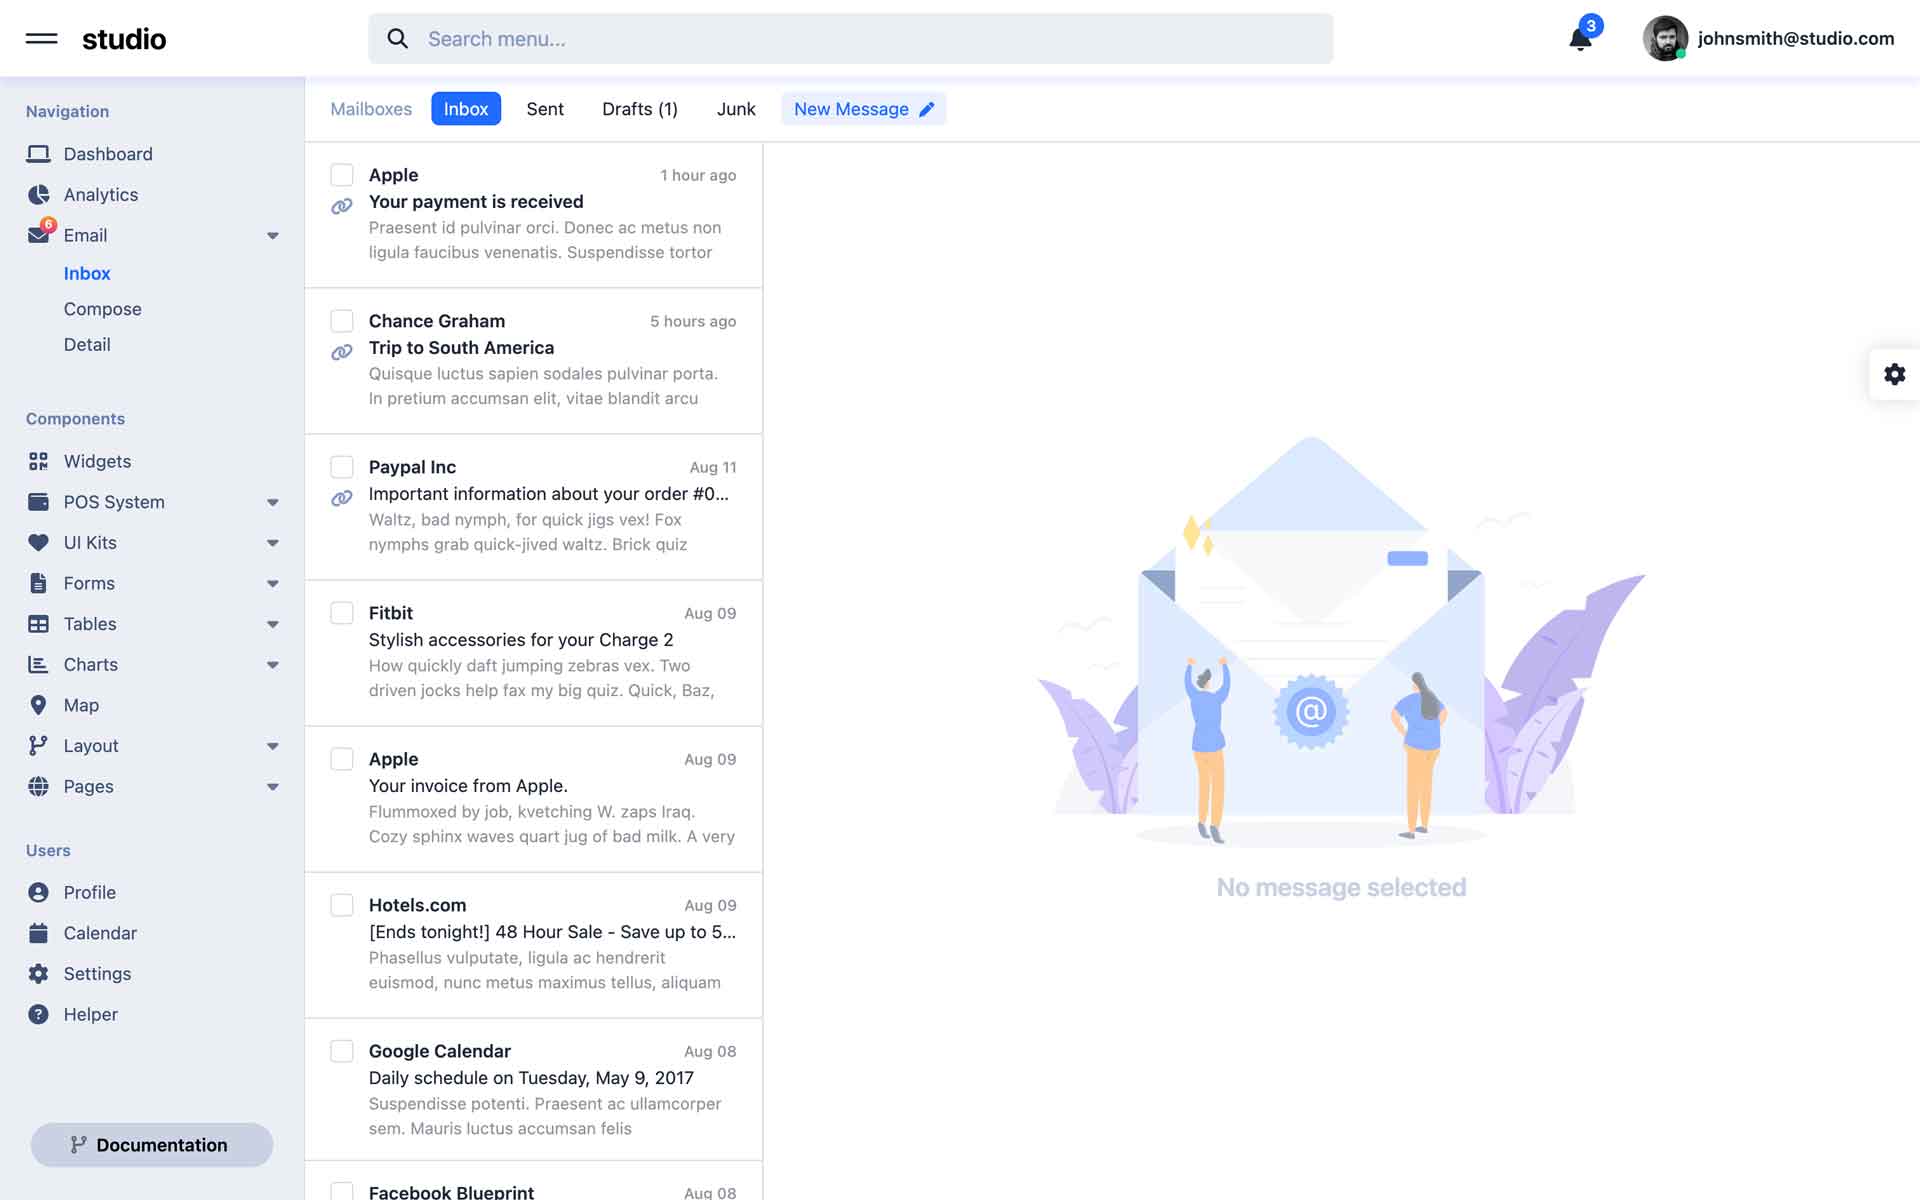 studio
Search menu...
3
johnsmith@studio.com
Navigation
Dashboard
Analytics
6
Email
Inbox
Compose
Detail
Components
Widgets
POS System
UI Kits
Forms
Tables
Charts
Map
Layout
Pages
Users
Profile
Calendar
Settings
Helper
Documentation
Mailboxes Inbox Sent Drafts (1) Junk New Message
Apple 1 hour ago
Your payment is received
Praesent id pulvinar orci. Donec ac metus non
ligula faucibus venenatis. Suspendisse tortor
Chance Graham 5 hours ago
Trip to South America
Quisque luctus sapien sodales pulvinar porta.
In pretium accumsan elit, vitae blandit arcu
Paypal Inc Aug 11
Important information about your order #0...
Waltz, bad nymph, for quick jigs vex! Fox
nymphs grab quick-jived waltz. Brick quiz
Fitbit Aug 09
Stylish accessories for your Charge 2
How quickly daft jumping zebras vex. Two
driven jocks help fax my big quiz. Quick, Baz,
Apple Aug 09
Your invoice from Apple.
Flummoxed by job, kvetching W. zaps Iraq.
Cozy sphinx waves quart jug of bad milk. A very
Hotels.com Aug 09
[Ends tonight!] 48 Hour Sale - Save up to 5...
Phasellus vulputate, ligula ac hendrerit
euismod, nunc metus maximus tellus, aliquam
Google Calendar Aug 08
Daily schedule on Tuesday, May 9, 2017
Suspendisse potenti. Praesent ac ullamcorper
sem. Mauris luctus accumsan felis
Facebook Blueprint Aug 08
@
No message selected